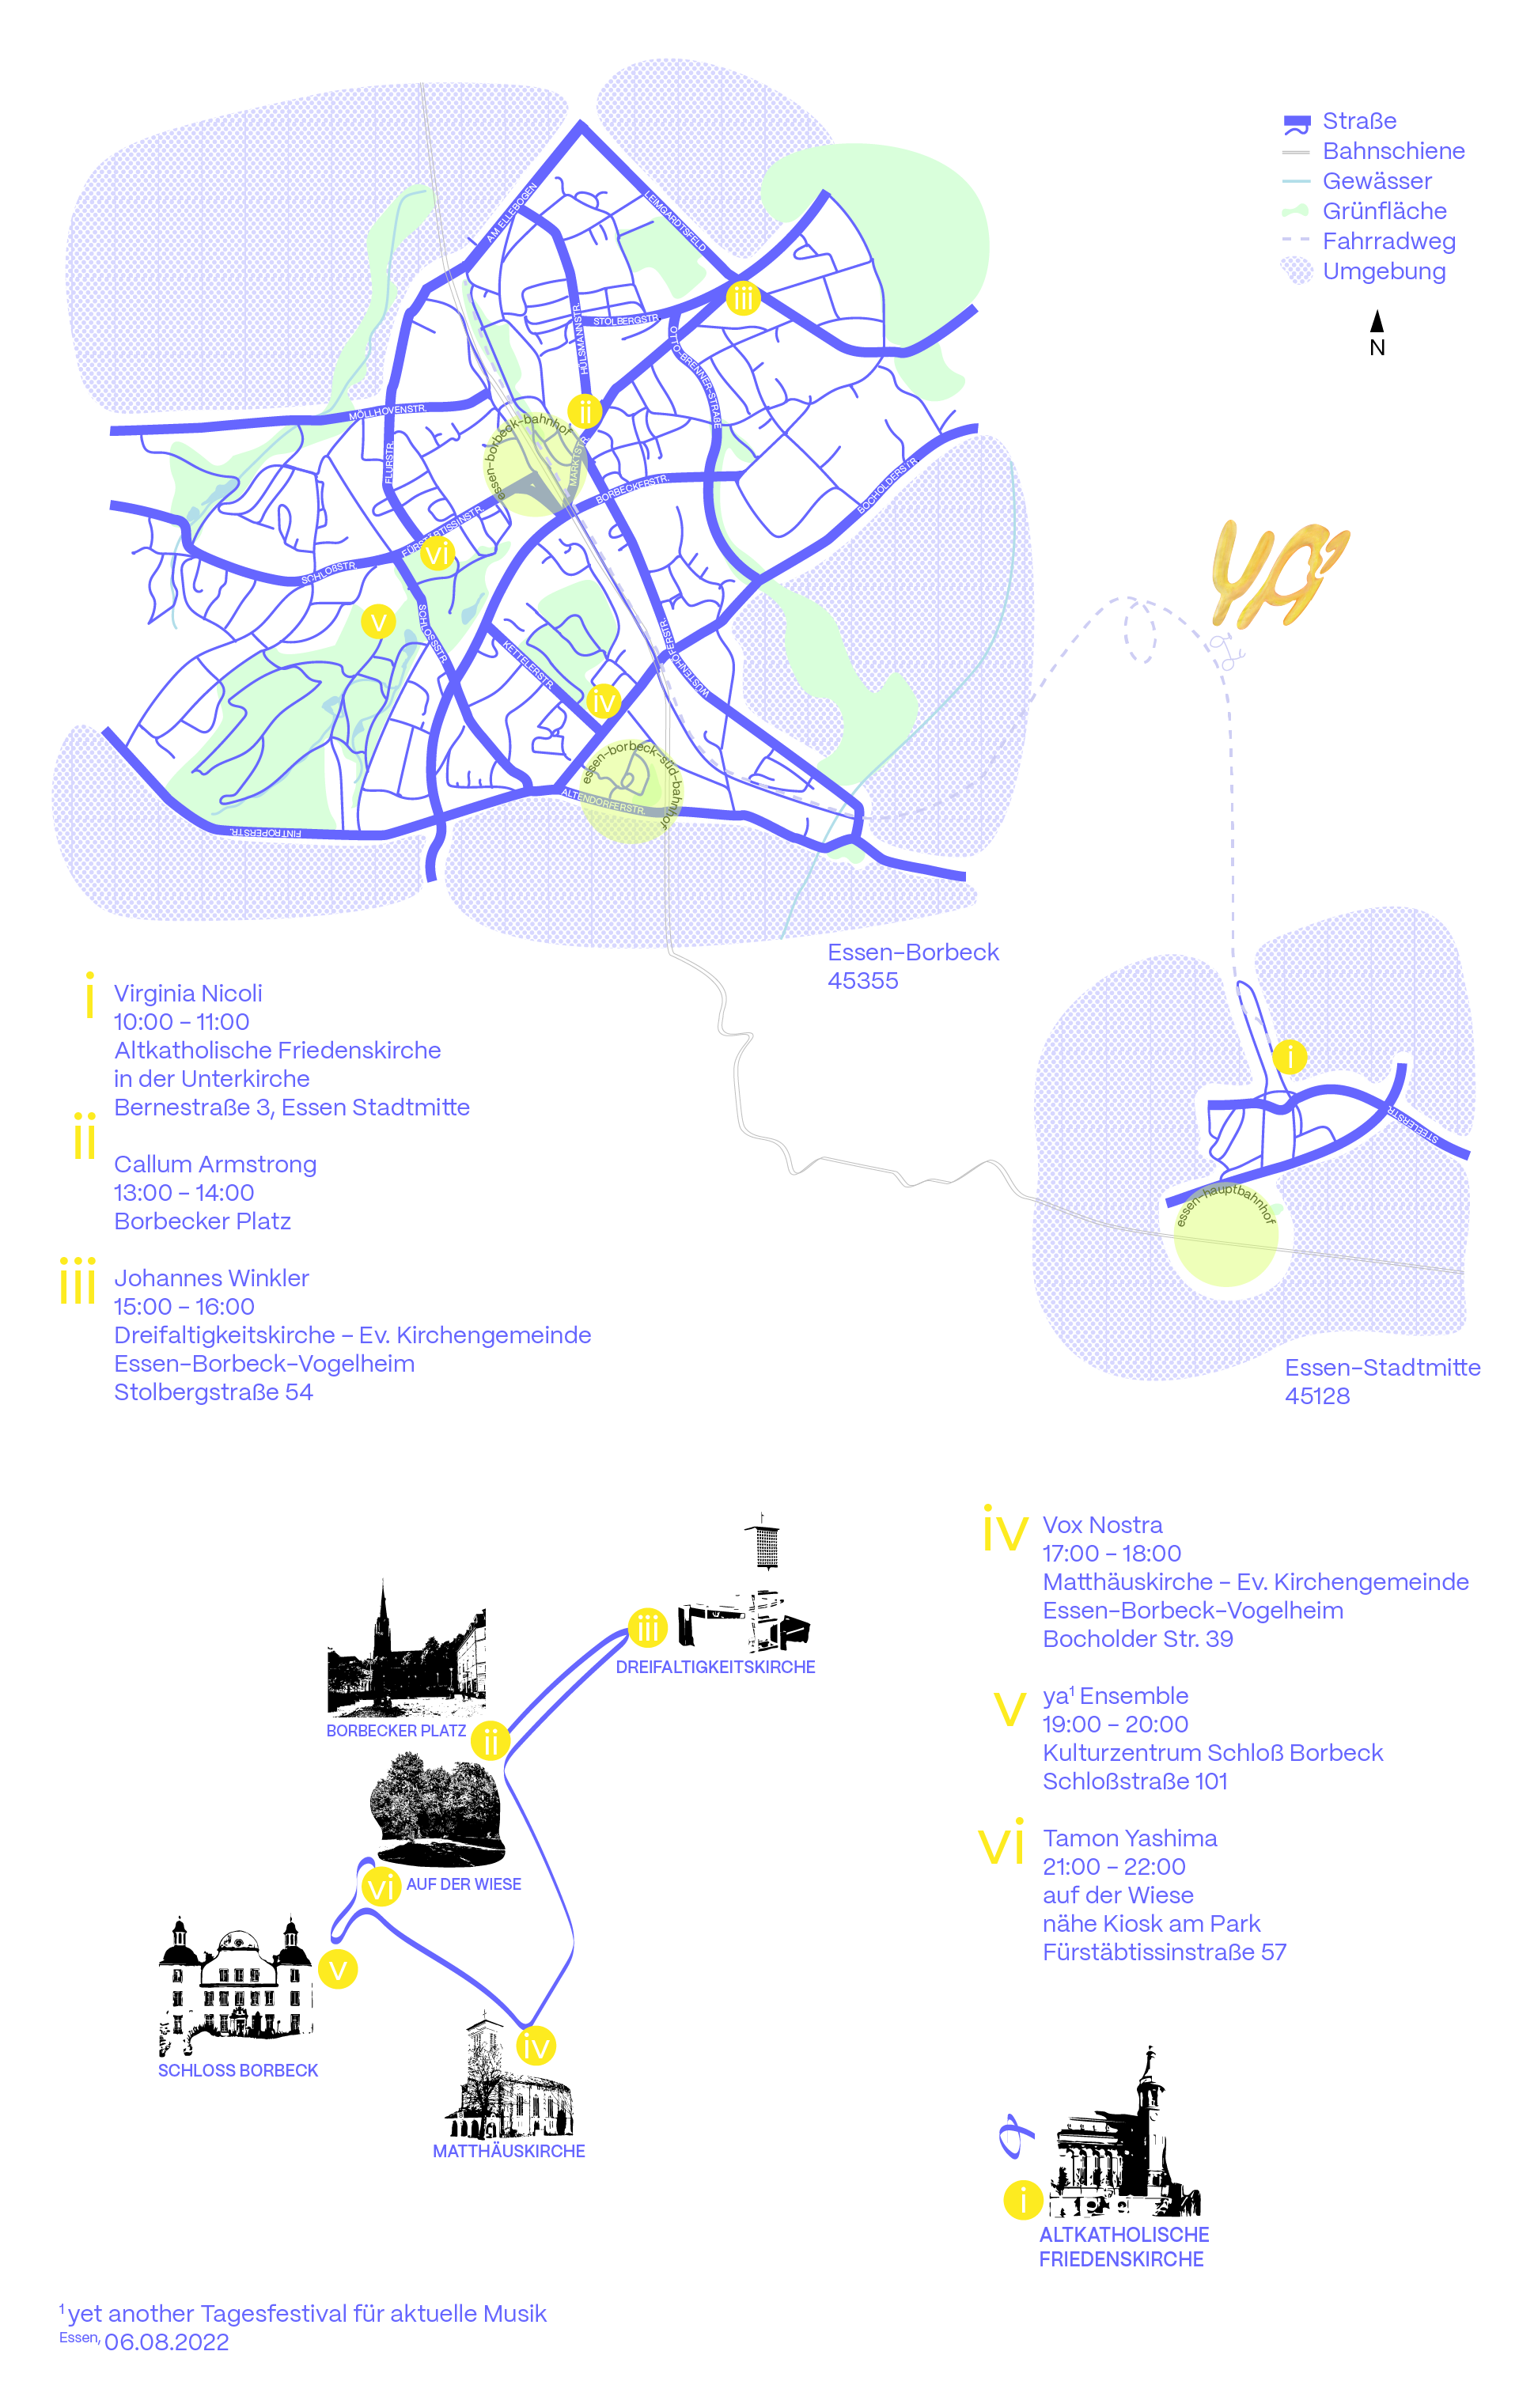 Straße
Bahnschiene
Gewässer
Grünfläche
Fahrradweg
Umgebung
N
AM ELLEBOGEN
LEIMGARDTSFELD
iii
STOLBERGSTR.
HÜLSMANNSTR.
OTTO-BRENNER-STRAßE
MÖLLHOVENSTR.
ii
essen-borbeck-bahnhof
FLURSTR.
MARKTSTR.
BORBECKERSTR.
BOCHOLDERSTR.
FÜRSTÄBTISSINSTR.
vi
SCHLOßSTR.
v
SCHLOSSSTR.
KETTELERSTR.
WÜSTENHÖFERSTR.
iv
essen-borbeck-süd-bahnhof
ALTENDORFERSTR.
FINTROPERSTR.
ya¹
Essen-Borbeck
45355
i
STEELERSTR.
essen-hauptbahnhof
Essen-Stadtmitte
45128
i
Virginia Nicoli
10:00 – 11:00
Altkatholische Friedenskirche
in der Unterkirche
Bernestraße 3, Essen Stadtmitte
ii
Callum Armstrong
13:00 – 14:00
Borbecker Platz
iii
Johannes Winkler
15:00 – 16:00
Dreifaltigkeitskirche – Ev. Kirchengemeinde
Essen-Borbeck-Vogelheim
Stolbergstraße 54
iv
Vox Nostra
17:00 – 18:00
Matthäuskirche – Ev. Kirchengemeinde
Essen-Borbeck-Vogelheim
Bocholder Str. 39
v
ya¹ Ensemble
19:00 – 20:00
Kulturzentrum Schloß Borbeck
Schloßstraße 101
vi
Tamon Yashima
21:00 – 22:00
auf der Wiese
nähe Kiosk am Park
Fürstäbtissinstraße 57
iii
DREIFALTIGKEITSKIRCHE
BORBECKER PLATZ
ii
vi
AUF DER WIESE
v
SCHLOSS BORBECK
iv
MATTHÄUSKIRCHE
i
ALTKATHOLISCHE
FRIEDENSKIRCHE
¹yet another Tagesfestival für aktuelle Musik
Essen, 06.08.2022